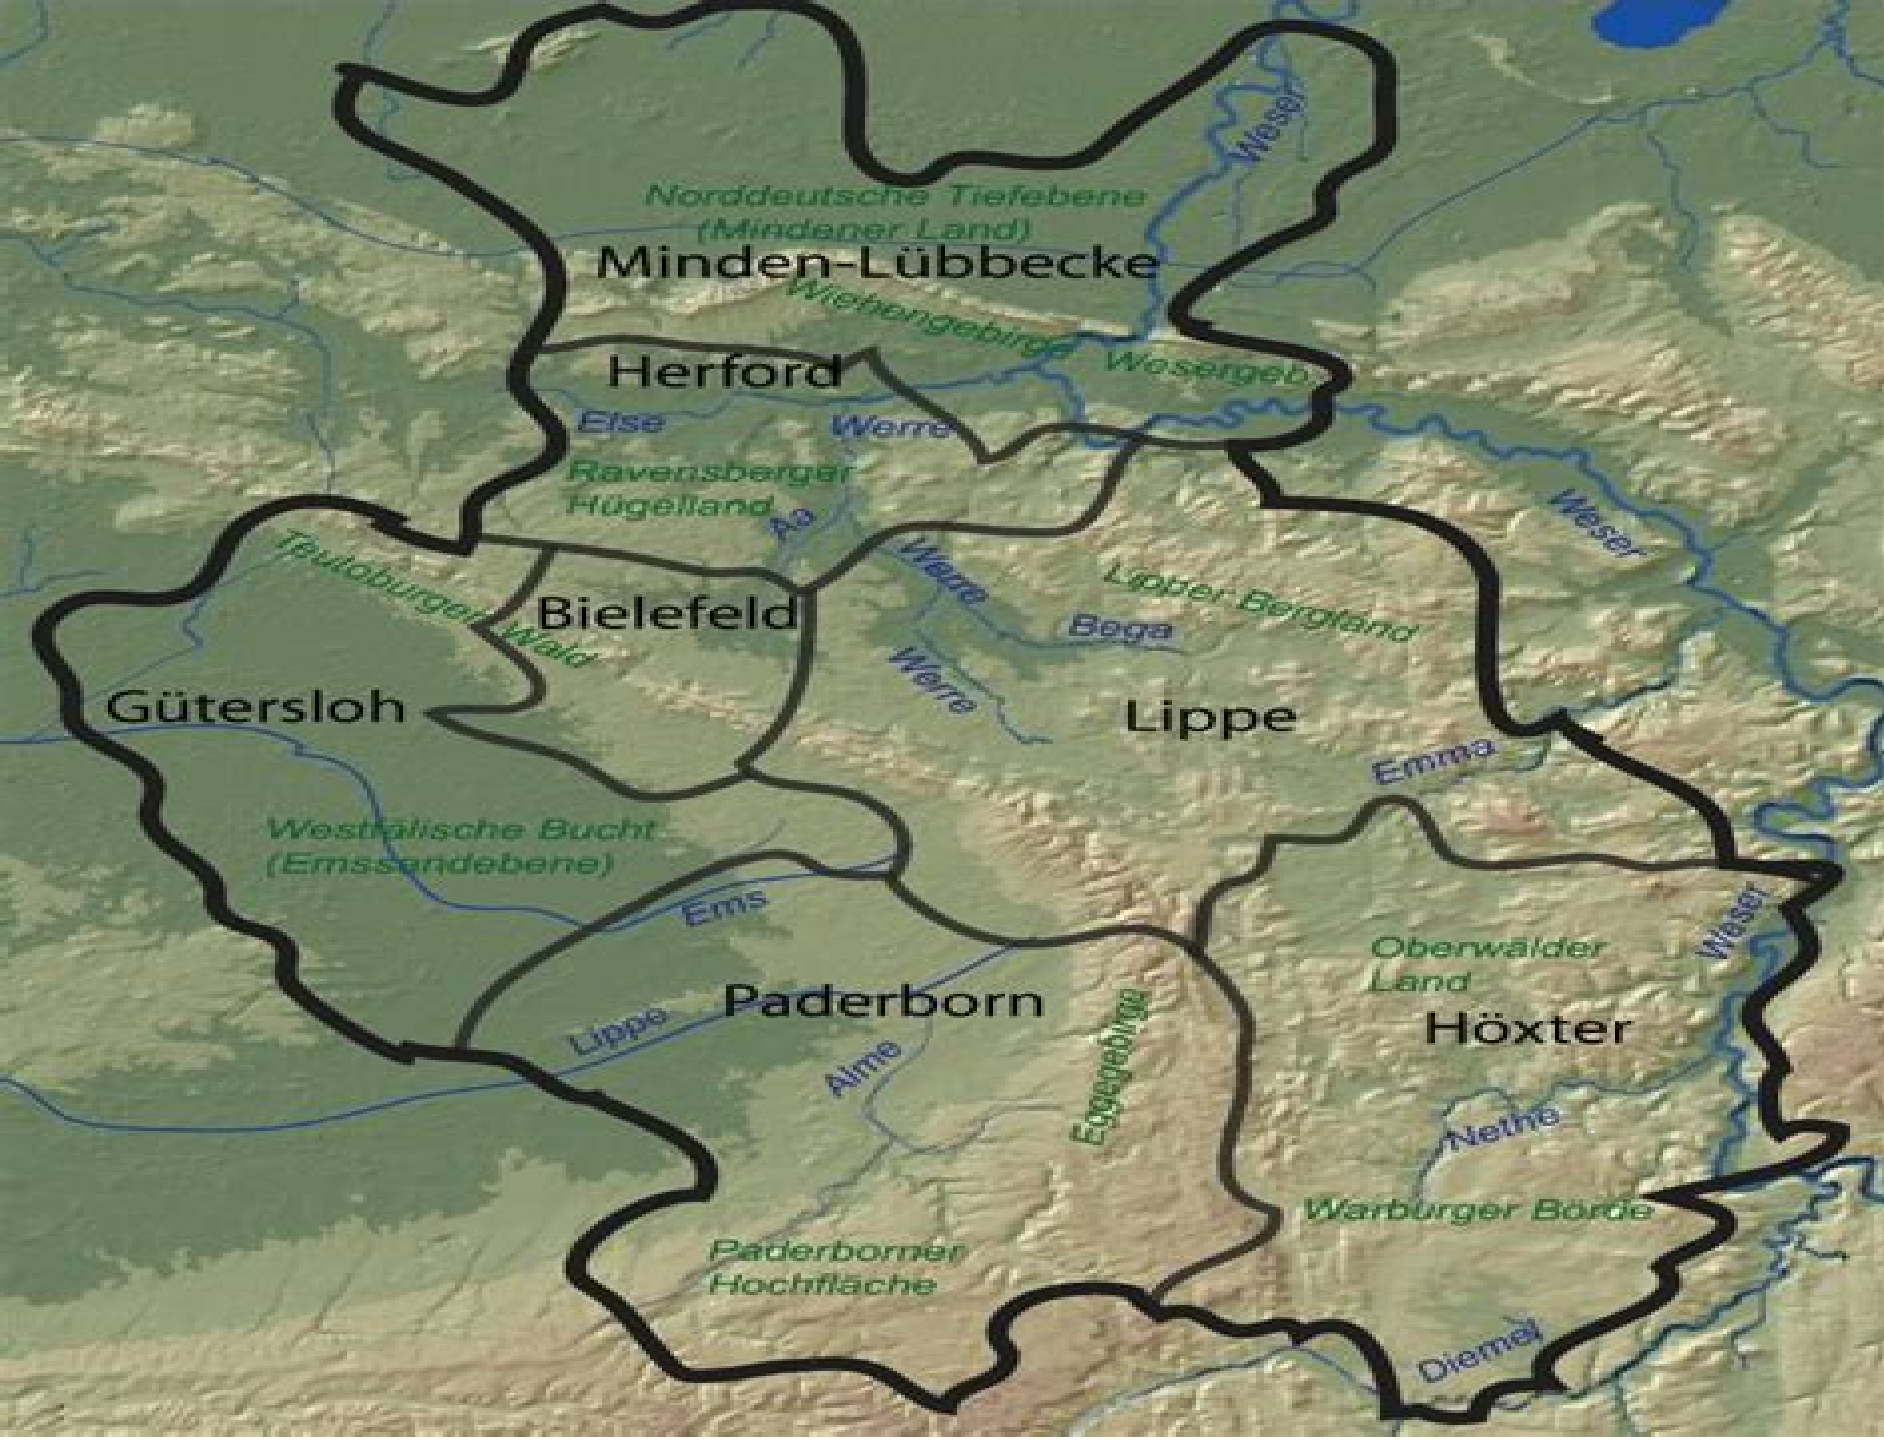 Weser
Norddeutsche Tiefebene
(Mindener Land)
Minden-Lübbecke
Wiehengebirge
Wesergeb.
Herford
Else
Werre
Ravensberger
Hügelland
Aa
Weser
Teutoburger Wald
Werre
Lipper Bergland
Bielefeld
Bega
Werre
Gütersloh
Lippe
Emma
Westfälische Bucht
(Emssandebene)
Ems
Weser
Oberwälder
Land
Paderborn
Lippe
Höxter
Alme
Eggegebirge
Nethe
Warburger Börde
Paderborner
Hochfläche
Diemel